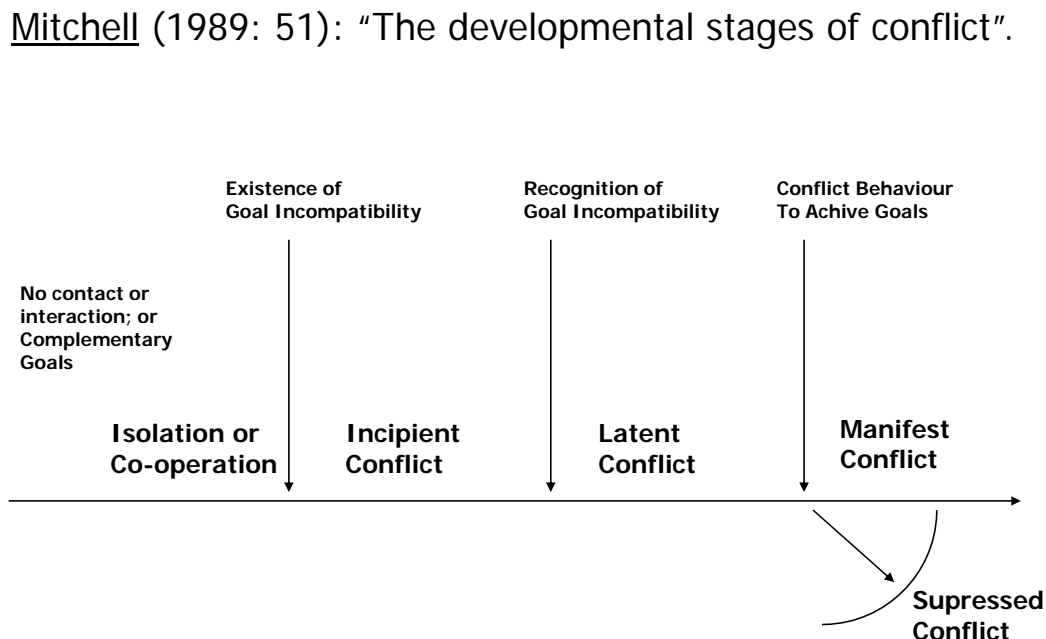 Mitchell (1989: 51): “The developmental stages of conflict”.
Existence of
Goal Incompatibility
Recognition of
Goal Incompatibility
Conflict Behaviour
To Achive Goals
No contact or
interaction; or
Complementary
Goals
Isolation or
Co-operation
Incipient
Conflict
Latent
Conflict
Manifest
Conflict
Supressed
Conflict